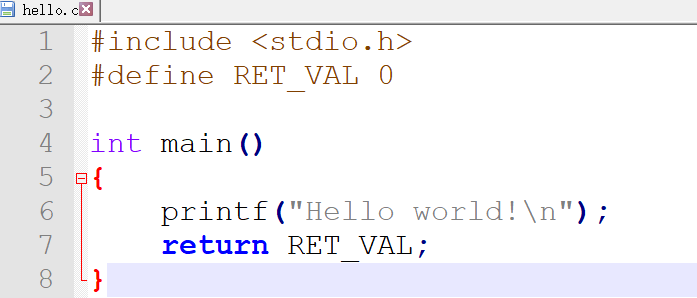 hello.c
1 #include <stdio.h>
2 #define RET_VAL 0
3
4 int main()
5 {
6     printf("Hello world!\n");
7     return RET_VAL;
8 }